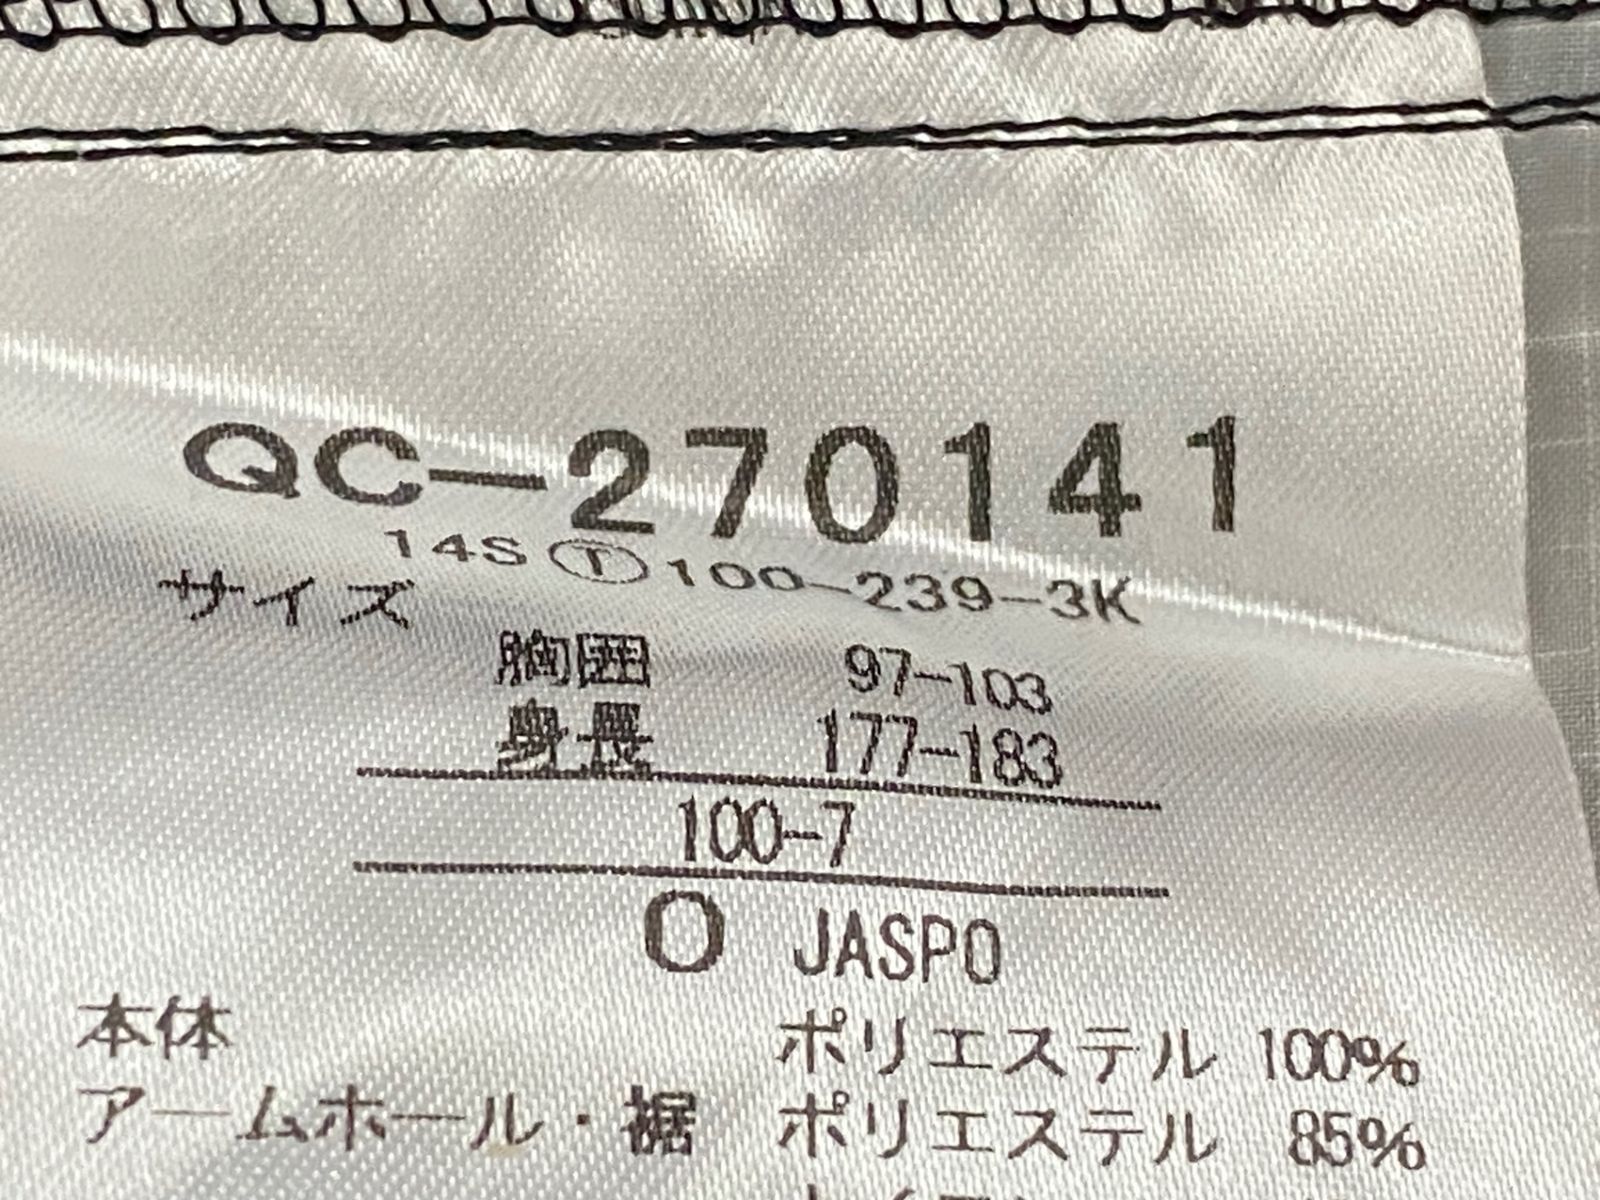 QC-270141
14S Ⓣ 100-239-3K
サイズ
胸囲 97-103
身長 177-183
100-7
O JASPO
本体 ポリエステル 100%
アームホール・裾 ポリエステル 85%